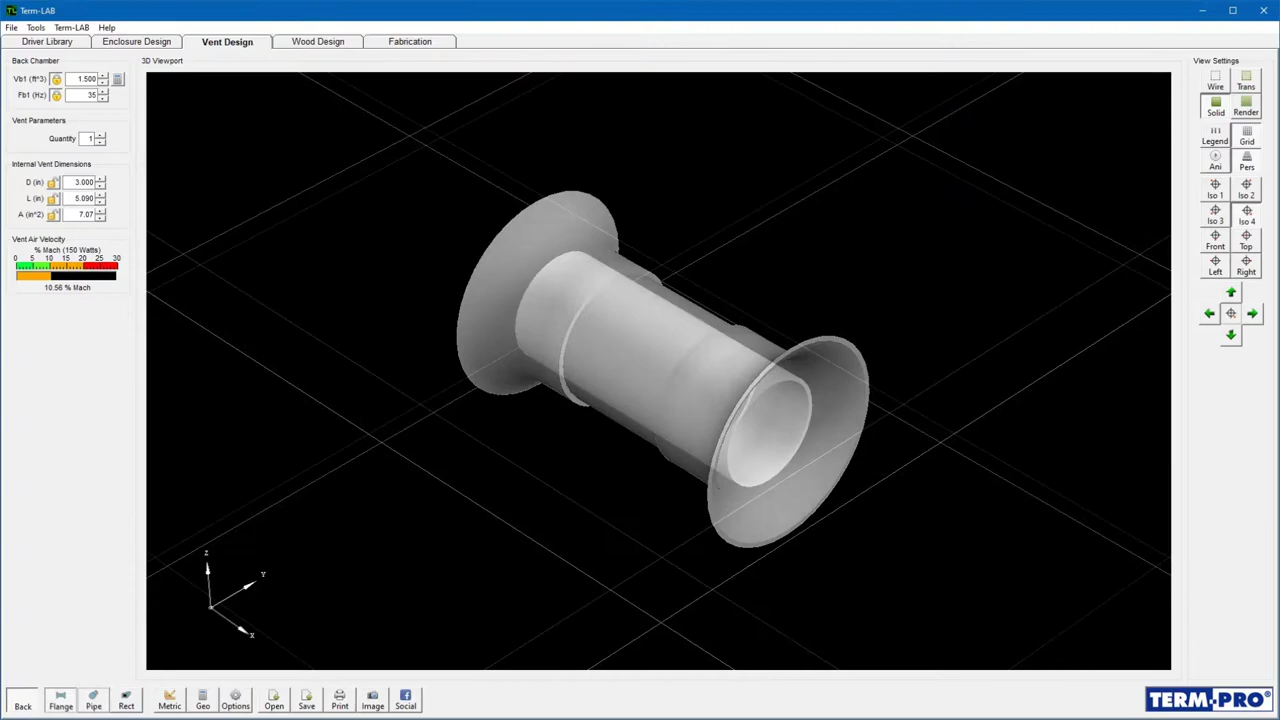 Term-LAB
File Tools Term-LAB Help
Driver Library Enclosure Design Vent Design Wood Design Fabrication
Back Chamber
Vb1 (ft^3) 1.500
Fb1 (Hz) 35
Vent Parameters
Quantity 1
Internal Vent Dimensions
D (in) 3.000
L (in) 5.090
A (in^2) 7.07
Vent Air Velocity
% Mach (150 Watts)
0 5 10 15 20 25 30
10.56 % Mach
3D Viewport
Z
Y
X
View Settings
Wire Trans
Solid Render
Legend Grid
Ani Pers
Iso 1 Iso 2
Iso 3 Iso 4
Front Top
Left Right
Back Flange Pipe Rect Metric Geo Options Open Save Print Image Social
TERM-PRO®